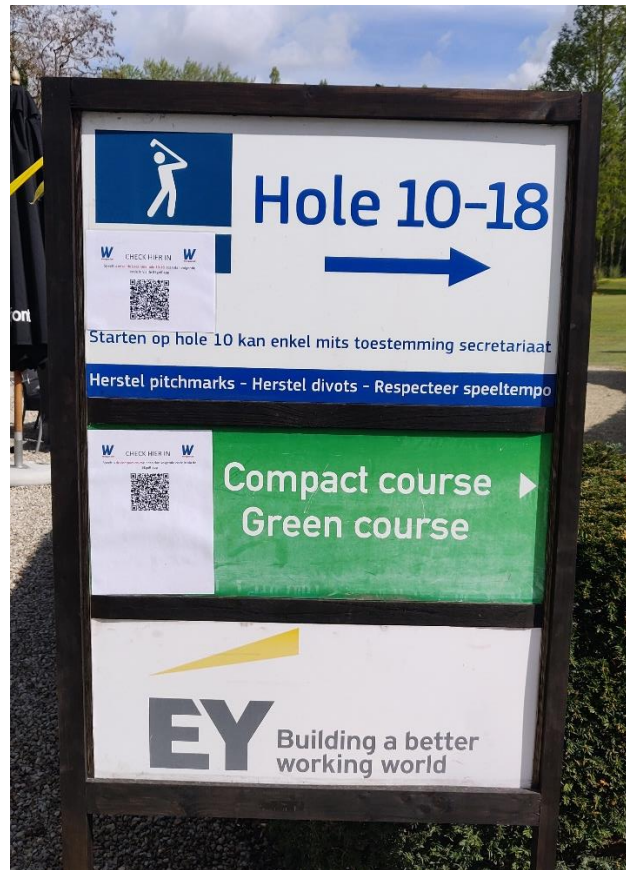 Hole 10-18
W CHECK HIER IN W
Starten op hole 10 kan enkel mits toestemming secretariaat
Herstel pitchmarks - Herstel divots - Respecteer speeltempo
W CHECK HIER IN W
Compact course
Green course
EY
Building a better
working world